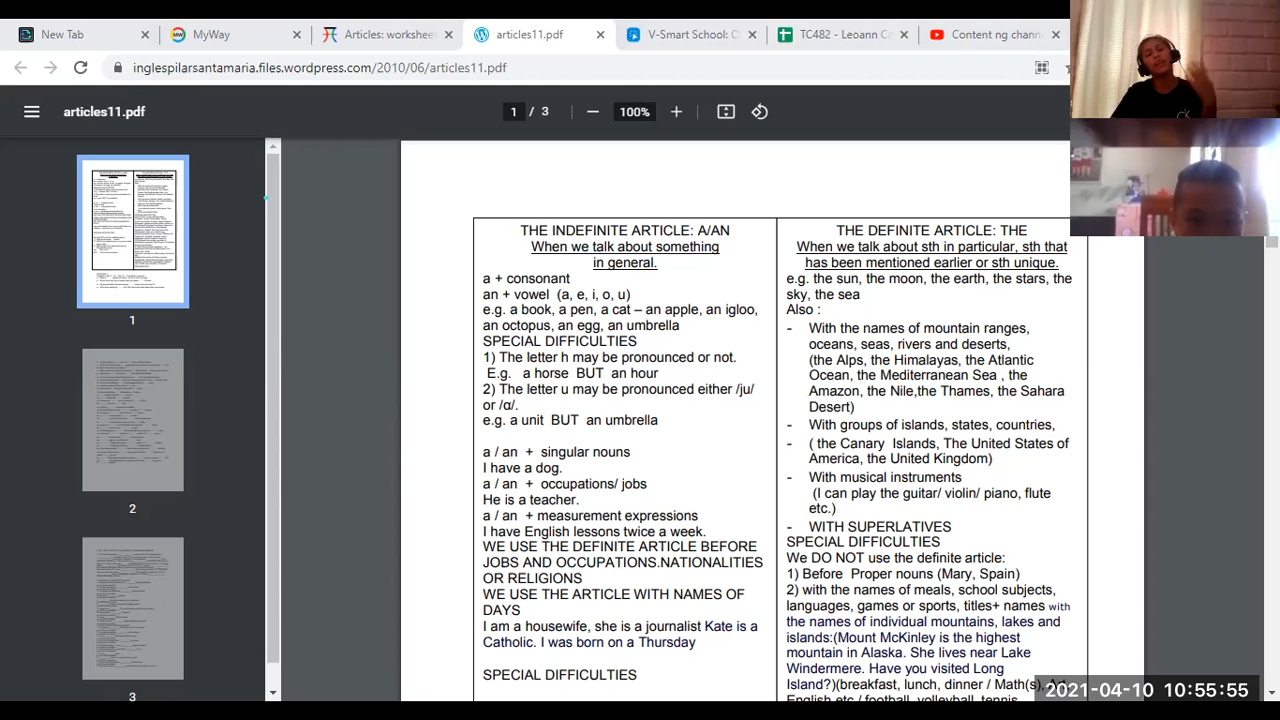 New Tab
MyWay
Articles: workshee
articles11.pdf
V-Smart School: C
TC482 - Leoann Ca
Content ng chann
inglespilarsantamaria.files.wordpress.com/2010/06/articles11.pdf
articles11.pdf
1 / 3
100%
1
2
3
THE INDEFINITE ARTICLE: A/AN
When we talk about something
in general.
a + consonant
an + vowel (a, e, i, o, u)
e.g. a book, a pen, a cat – an apple, an igloo,
an octopus, an egg, an umbrella
SPECIAL DIFFICULTIES
1) The letter h may be pronounced or not.
E.g. a horse BUT an hour
2) The letter u may be pronounced either /ju/
or /α/.
e.g. a unit BUT an umbrella
a / an + singular nouns
I have a dog.
a / an + occupations/ jobs
He is a teacher.
a / an + measurement expressions
I have English lessons twice a week.
WE USE THE DEFINITE ARTICLE BEFORE
JOBS AND OCCUPATIONS.NATIONALITIES
OR RELIGIONS
WE USE THE ARTICLE WITH NAMES OF
DAYS
I am a housewife, she is a journalist Kate is a
Catholic. I was born on a Thursday
SPECIAL DIFFICULTIES
THE DEFINITE ARTICLE: THE
When we talk about sth in particular, sth that
has been mentioned earlier or sth unique.
e.g. the sun, the moon, the earth, the stars, the
sky, the sea
Also :
- With the names of mountain ranges,
oceans, seas, rivers and deserts,
(the Alps, the Himalayas, the Atlantic
Ocean, the Mediterranean Sea , the
Amazon, the Nile,the Thames, the Sahara
Desert)
- With groups of islands, states, countries,
- ( the Canary Islands, The United States of
America, the United Kingdom)
- With musical instruments
(I can play the guitar/ violin/ piano, flute
etc.)
- WITH SUPERLATIVES
SPECIAL DIFFICULTIES
We DO NOT use the definite article:
1) Before Proper nouns (Mary, Spain)
2) with the names of meals, school subjects,
languages, games or sports, titles+ names with
the names of individual mountains, lakes and
islands:(Mount McKinley is the highest
mountain in Alaska. She lives near Lake
Windermere. Have you visited Long
Island?)(breakfast, lunch, dinner / Math(s),
English etc / football, volleyball, tennis
2021-04-10 10:55:55